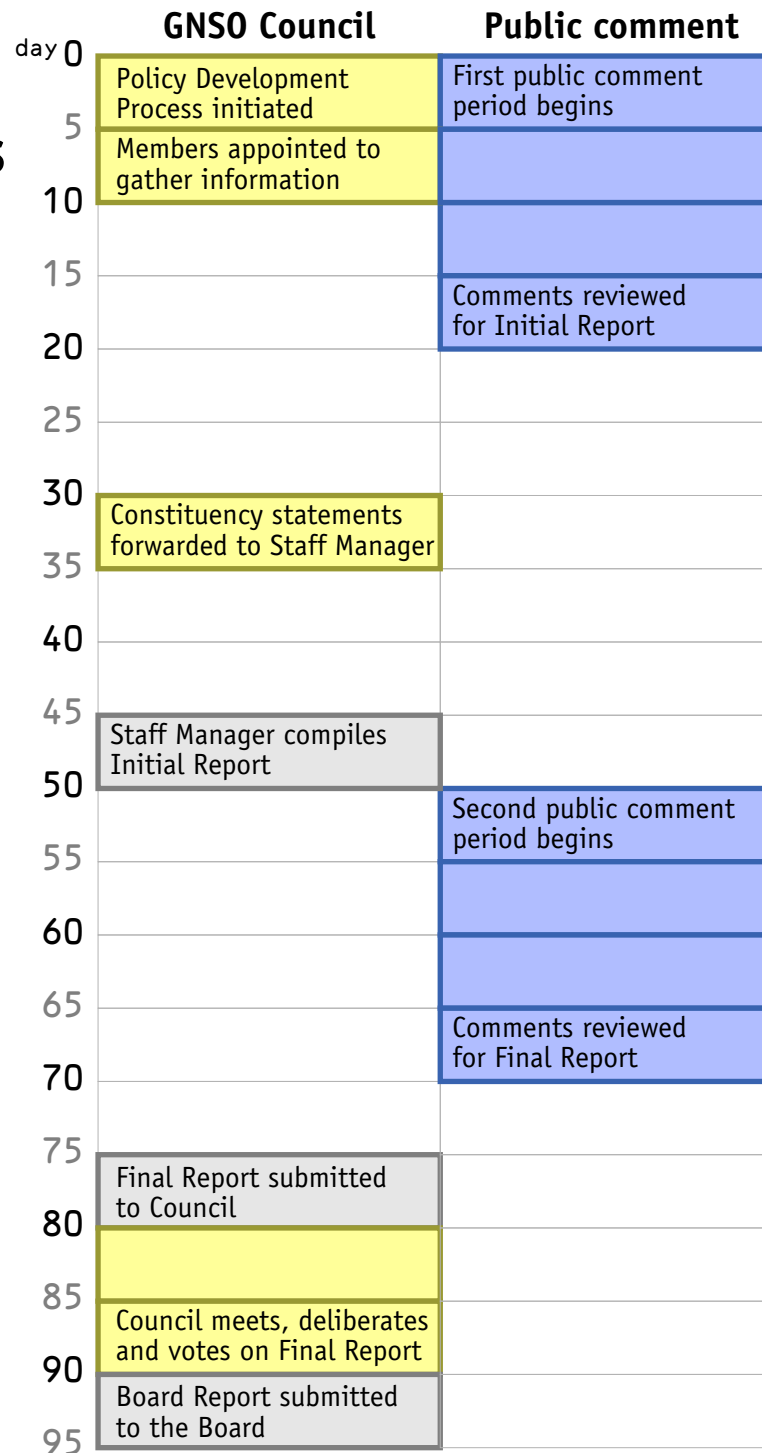 GNSO Council
Public comment
day 0
Policy Development
Process initiated
First public comment
period begins
5
Members appointed to
gather information
s
10
15
Comments reviewed
for Initial Report
20
25
30
Constituency statements
forwarded to Staff Manager
35
40
45
Staff Manager compiles
Initial Report
50
Second public comment
period begins
55
60
65
Comments reviewed
for Final Report
70
75
Final Report submitted
to Council
80
85
Council meets, deliberates
and votes on Final Report
90
Board Report submitted
to the Board
95